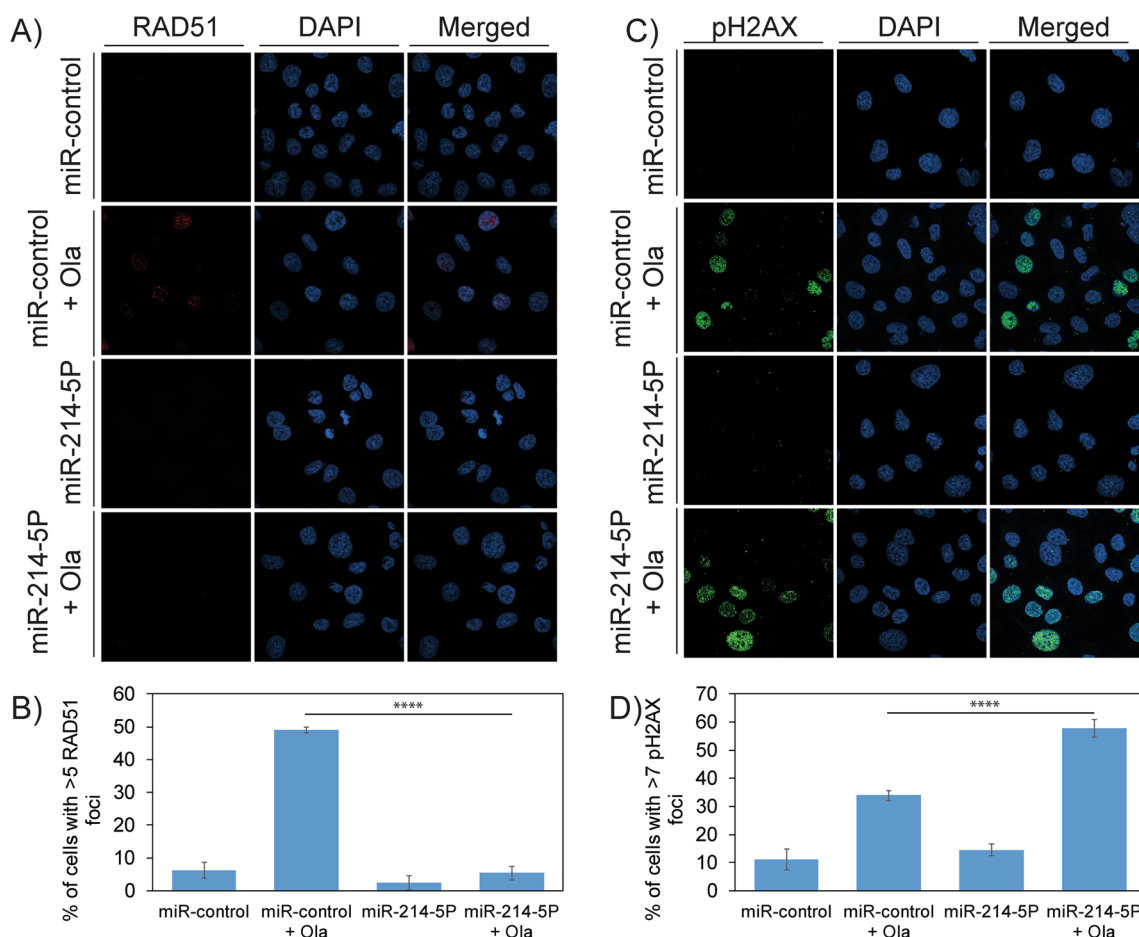 A)
RAD51 DAPI Merged
miR-control
miR-control
+ Ola
miR-214-5P
miR-214-5P
+ Ola
B)
% of cells with >5 RAD51
foci
60
50
40
30
20
10
0
****
miR-control miR-control miR-214-5P miR-214-5P
+ Ola + Ola
C)
pH2AX DAPI Merged
miR-control
miR-control
+ Ola
miR-214-5P
miR-214-5P
+ Ola
D)
% of cells with >7 pH2AX
foci
70
60
50
40
30
20
10
0
****
miR-control miR-control miR-214-5P miR-214-5P
+ Ola + Ola